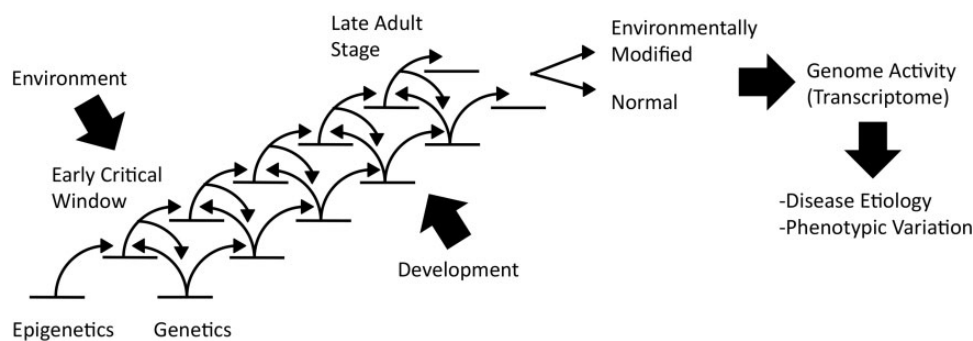 Late Adult
Stage
Environmentally
Modified
Normal
Genome Activity
(Transcriptome)
-Disease Etiology
-Phenotypic Variation
Environment
Early Critical
Window
Development
Epigenetics
Genetics